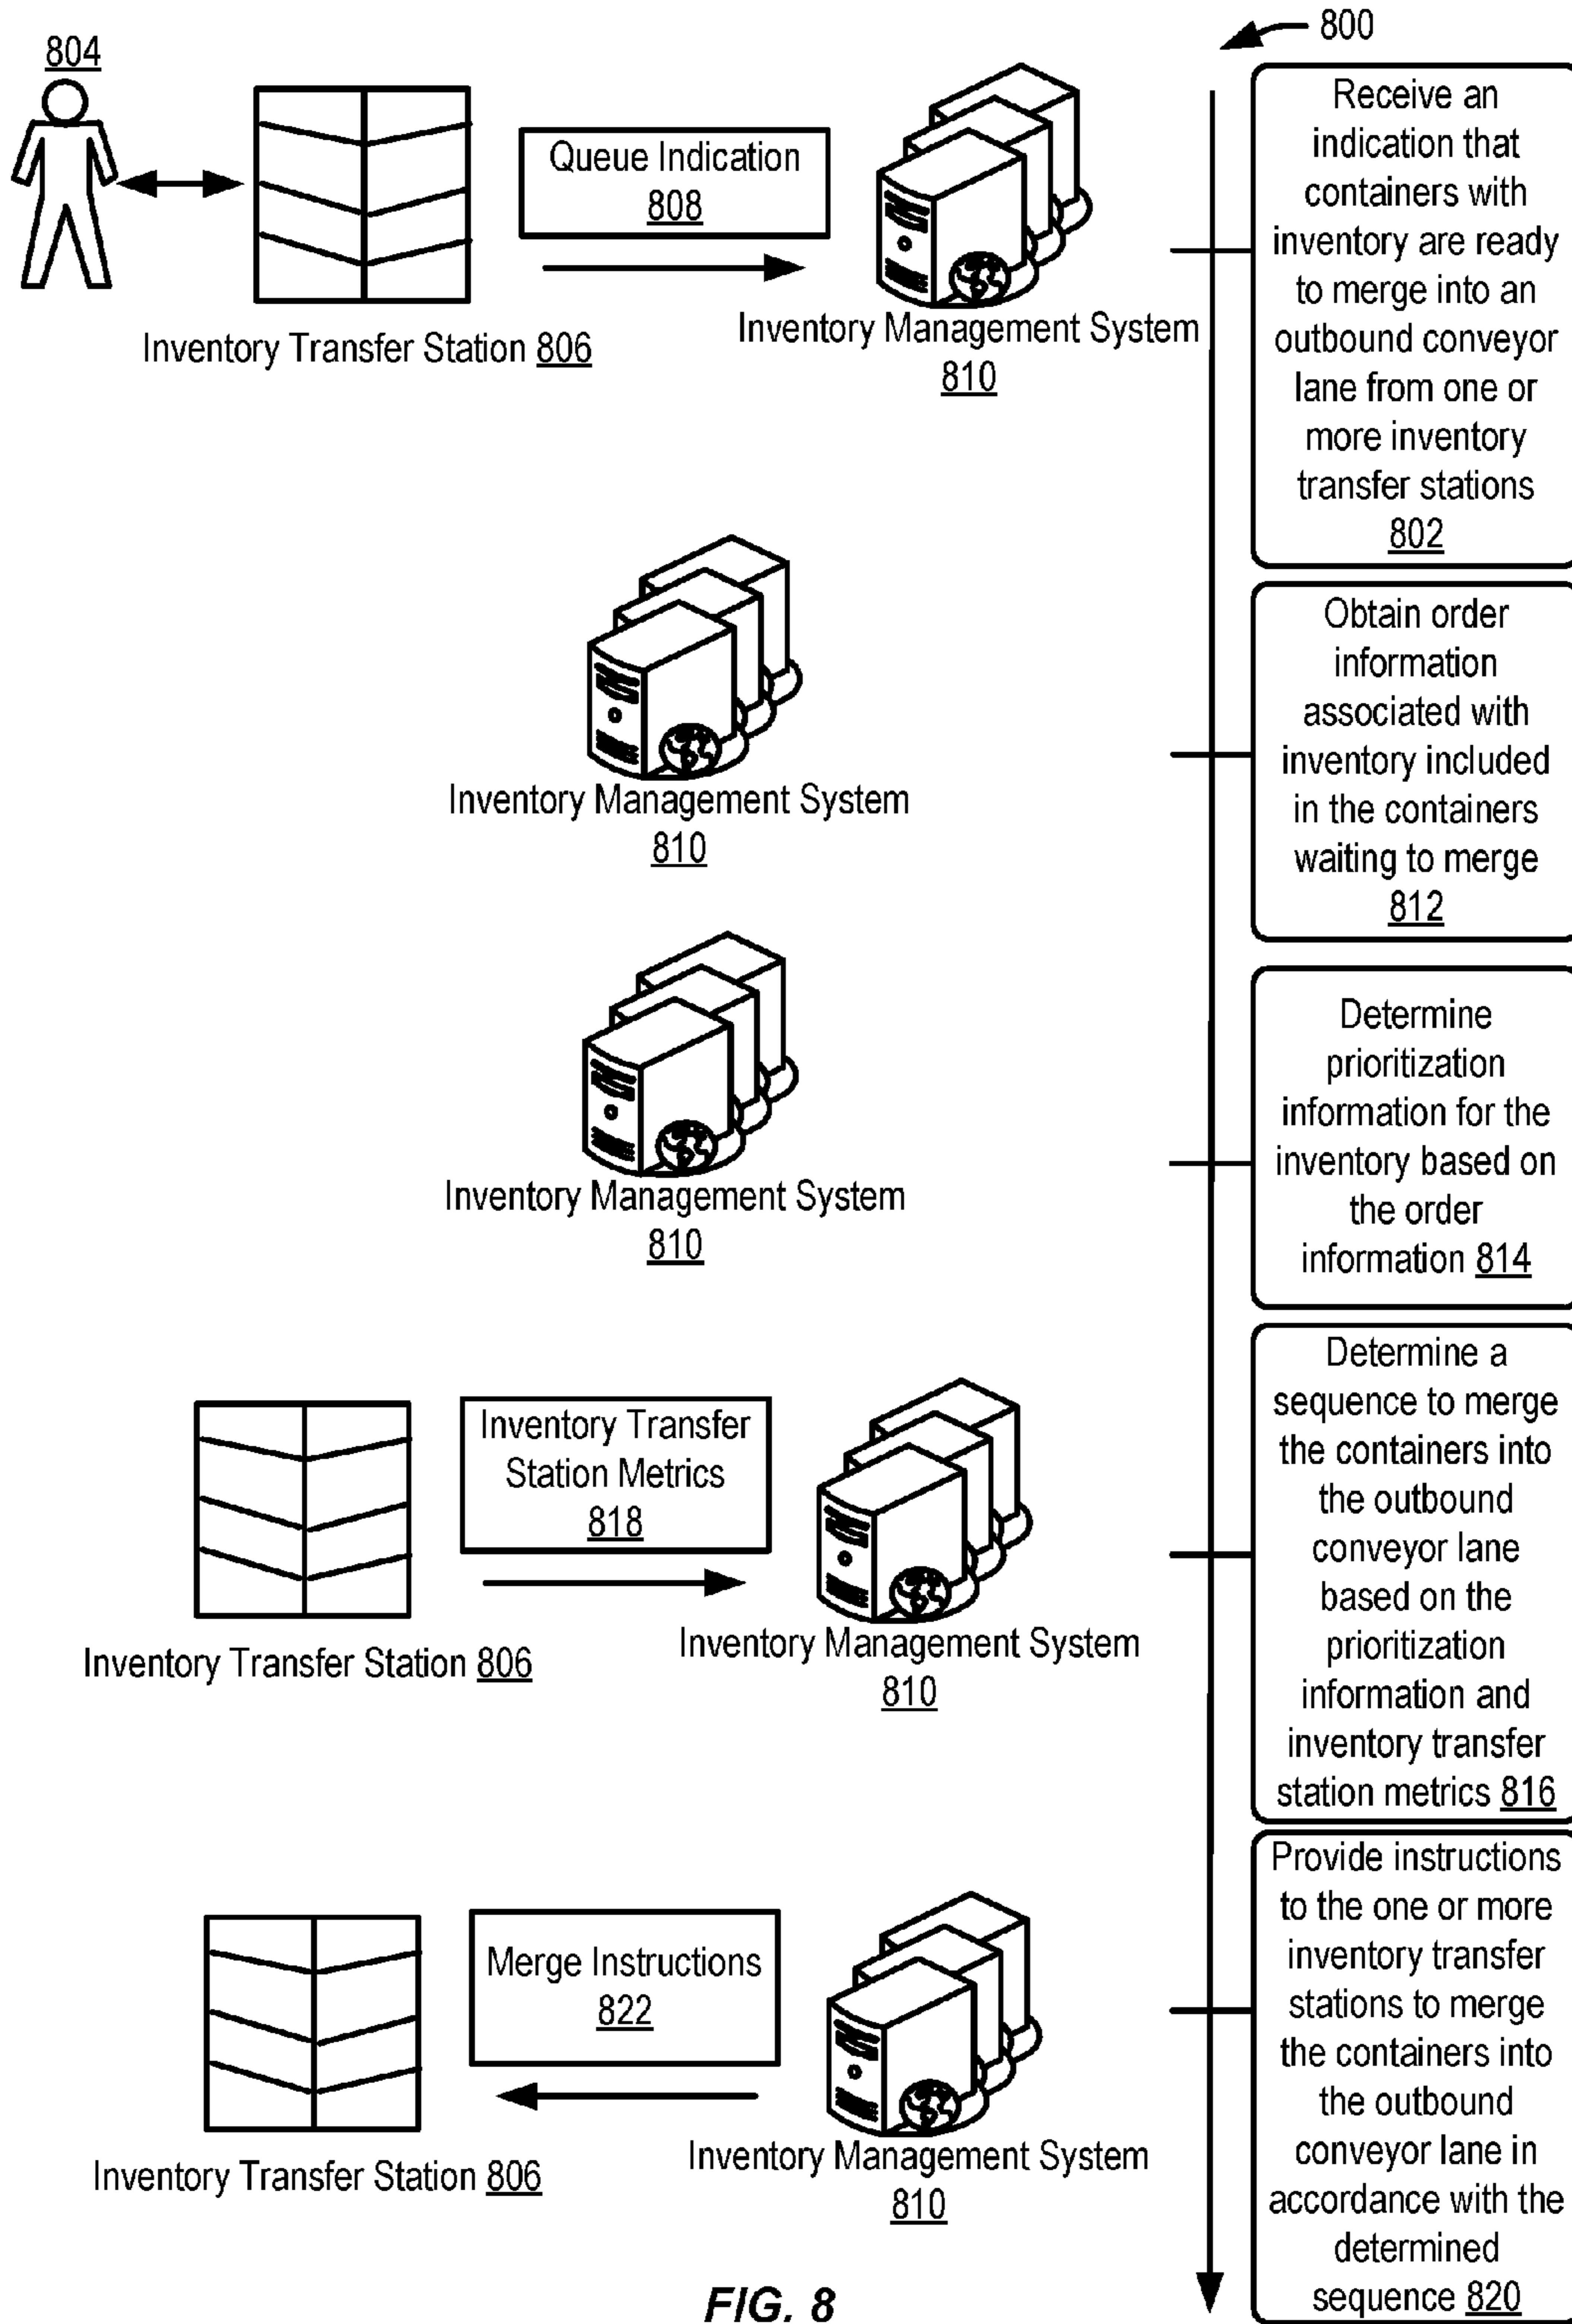 800
804
Queue Indication
808
Inventory Transfer Station 806
Inventory Management System
810
Receive an
indication that
containers with
inventory are ready
to merge into an
outbound conveyor
lane from one or
more inventory
transfer stations
802
Inventory Management System
810
Obtain order
information
associated with
inventory included
in the containers
waiting to merge
812
Inventory Management System
810
Determine
prioritization
information for the
inventory based on
the order
information 814
Inventory Transfer
Station Metrics
818
Inventory Transfer Station 806
Inventory Management System
810
Determine a
sequence to merge
the containers into
the outbound
conveyor lane
based on the
prioritization
information and
inventory transfer
station metrics 816
Merge Instructions
822
Inventory Transfer Station 806
Inventory Management System
810
Provide instructions
to the one or more
inventory transfer
stations to merge
the containers into
the outbound
conveyor lane in
accordance with the
determined
sequence 820
FIG. 8